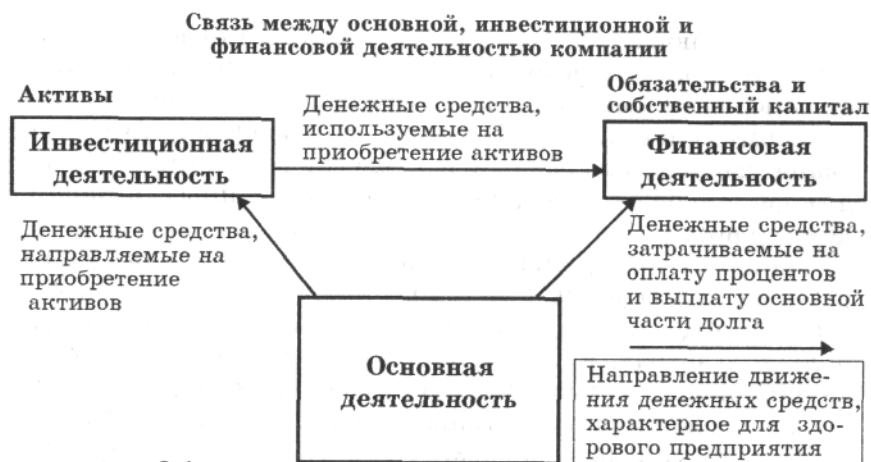 Связь между основной, инвестиционной и
финансовой деятельностью компании
Активы
Обязательства и
собственный капитал
Денежные средства,
используемые на
приобретение активов
Инвестиционная
деятельность
Финансовая
деятельность
Денежные средства,
направляемые на
приобретение
активов
Денежные средства,
затрачиваемые на
оплату процентов
и выплату основной
части долга
Основная
деятельность
Направление движе-
ния денежных средств,
характерное для здо-
рового предприятия